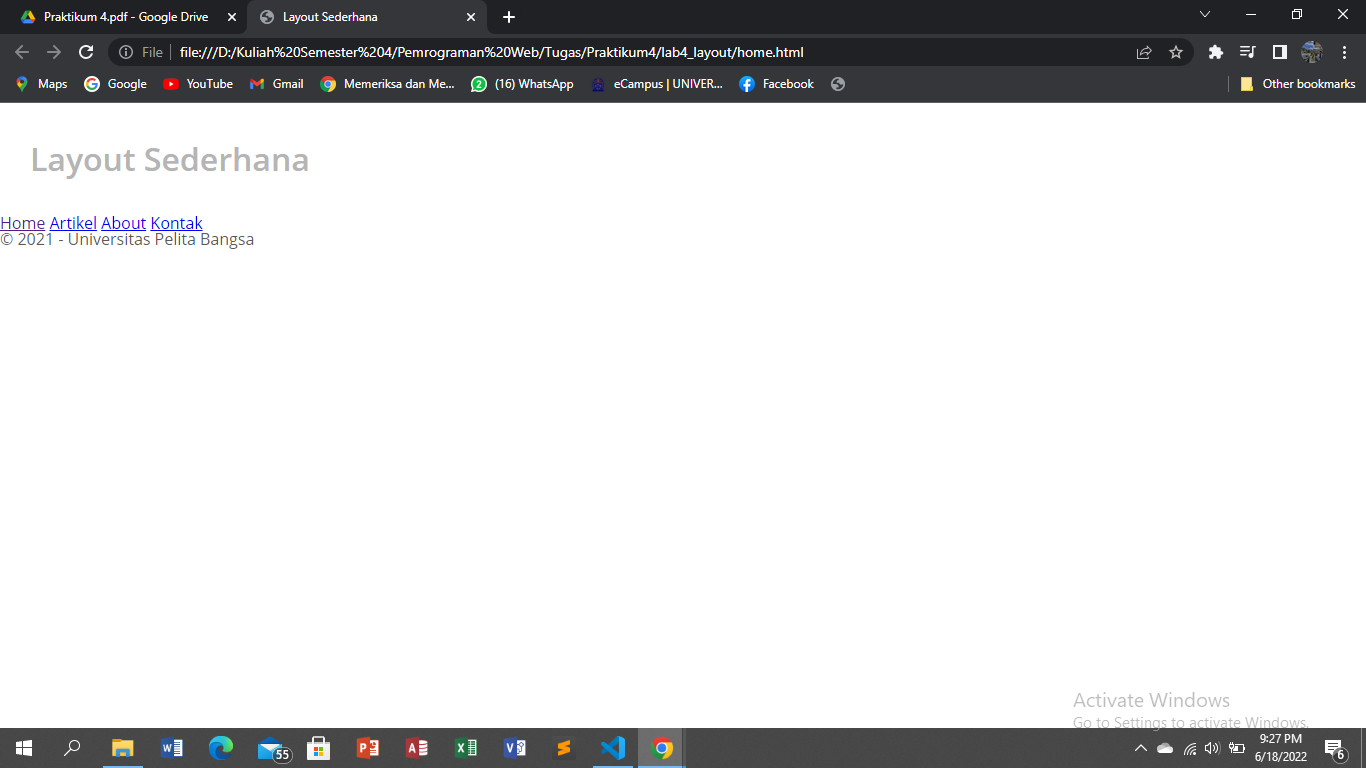 Praktikum 4.pdf - Google Drive
Layout Sederhana
File
file:///D:/Kuliah%20Semester%204/Pemrograman%20Web/Tugas/Praktikum4/lab4_layout/home.html
Maps
Google
YouTube
Gmail
Memeriksa dan Me...
(16) WhatsApp
eCampus | UNIVER...
Facebook
Other bookmarks
Layout Sederhana
Home Artikel About Kontak
© 2021 - Universitas Pelita Bangsa
Activate Windows
Go to Settings to activate Windows.
55
9:27 PM
6/18/2022
6